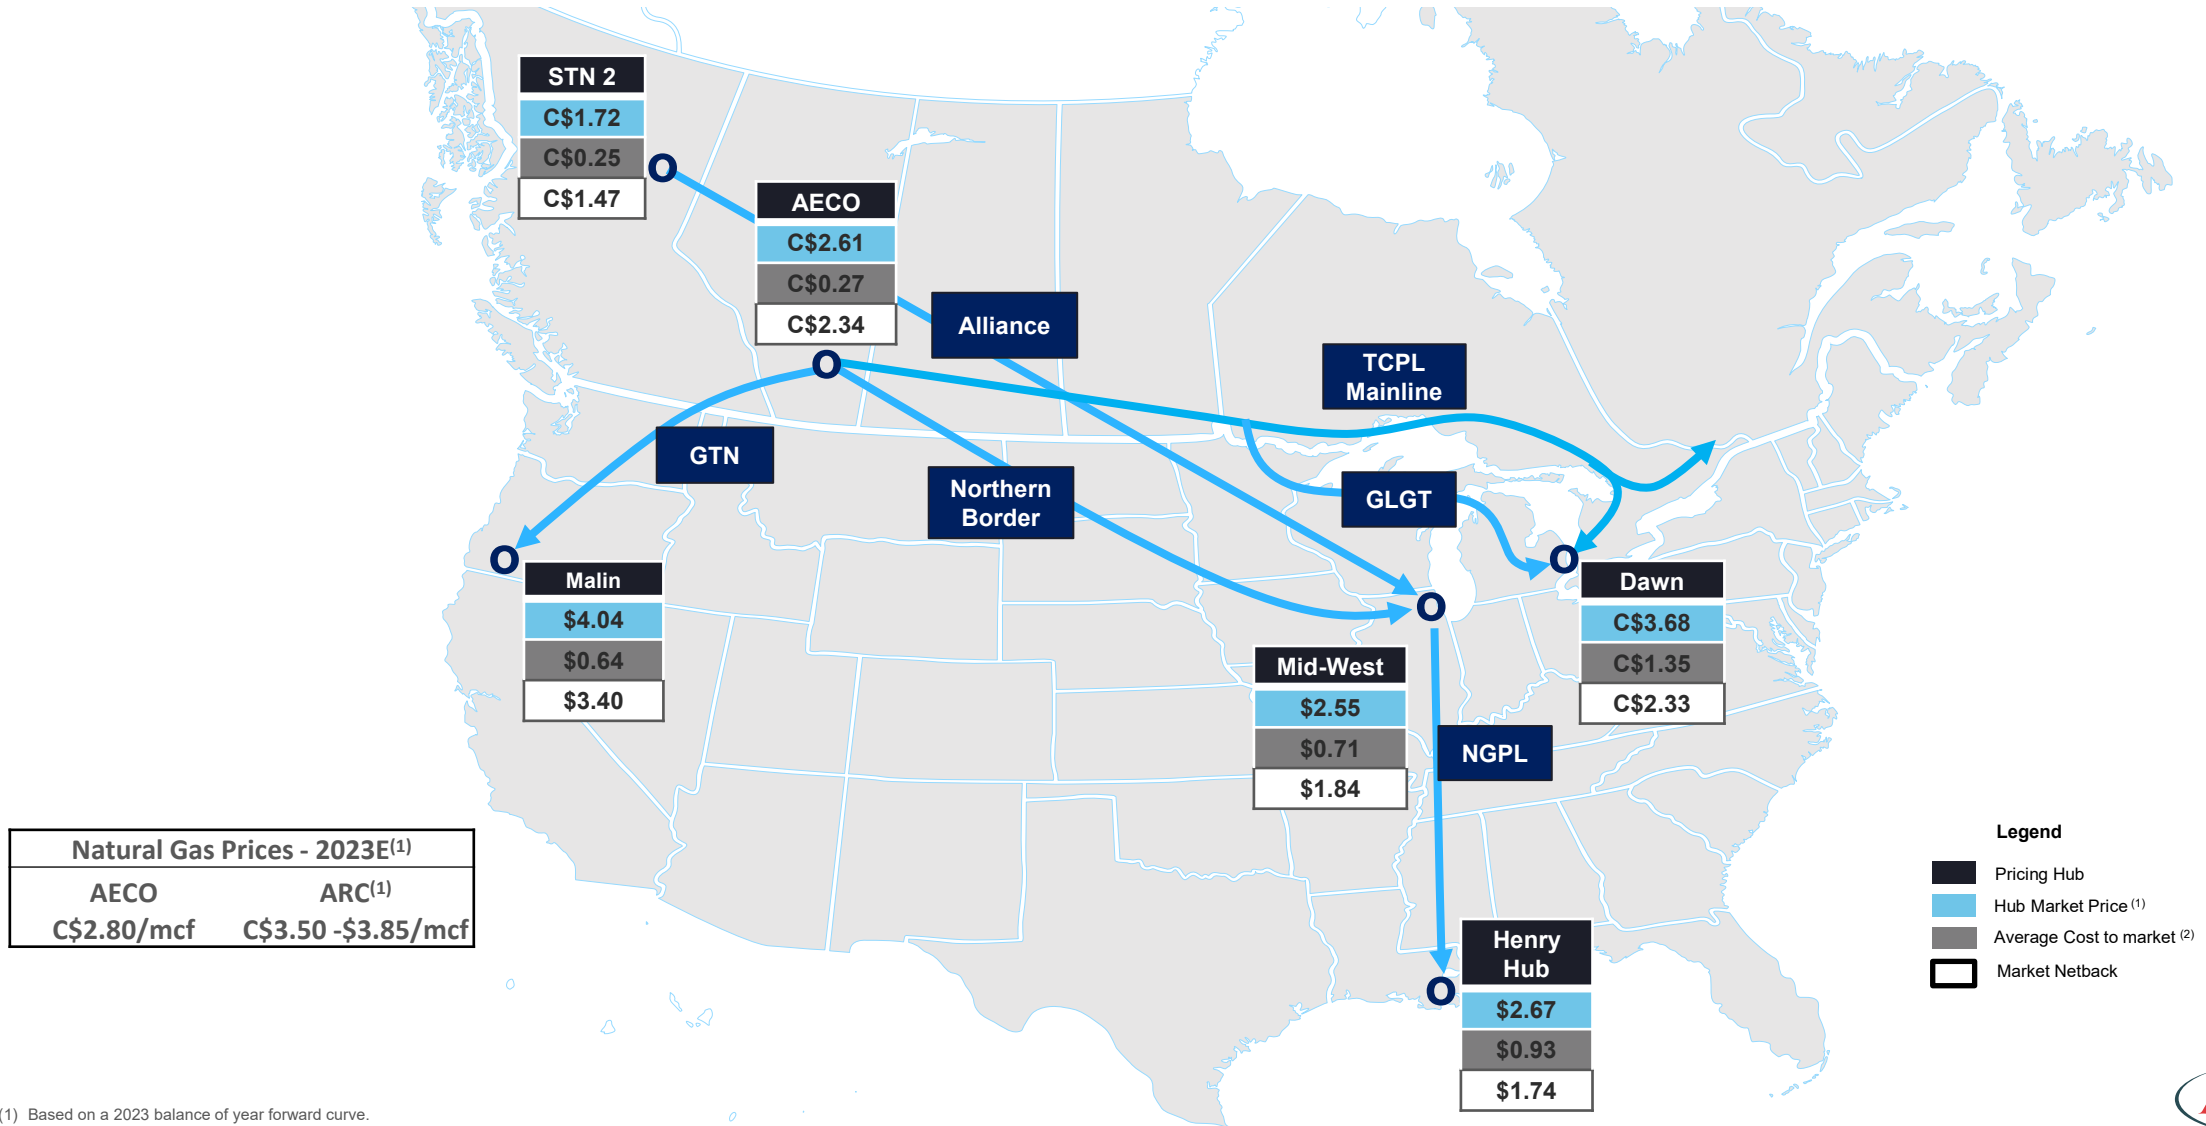 STN 2
C$1.72
C$0.25
C$1.47
AECO
C$2.61
C$0.27
C$2.34
Alliance
TCPL
Mainline
GTN
Northern
Border
GLGT
Malin
$4.04
$0.64
$3.40
Dawn
C$3.68
C$1.35
C$2.33
Mid-West
$2.55
$0.71
$1.84
NGPL
Henry
Hub
$2.67
$0.93
$1.74
Natural Gas Prices - 2023E(1)
AECO ARC(1)
C$2.80/mcf C$3.50 -$3.85/mcf
Legend
Pricing Hub
Hub Market Price (1)
Average Cost to market (2)
Market Netback
(1) Based on a 2023 balance of year forward curve.